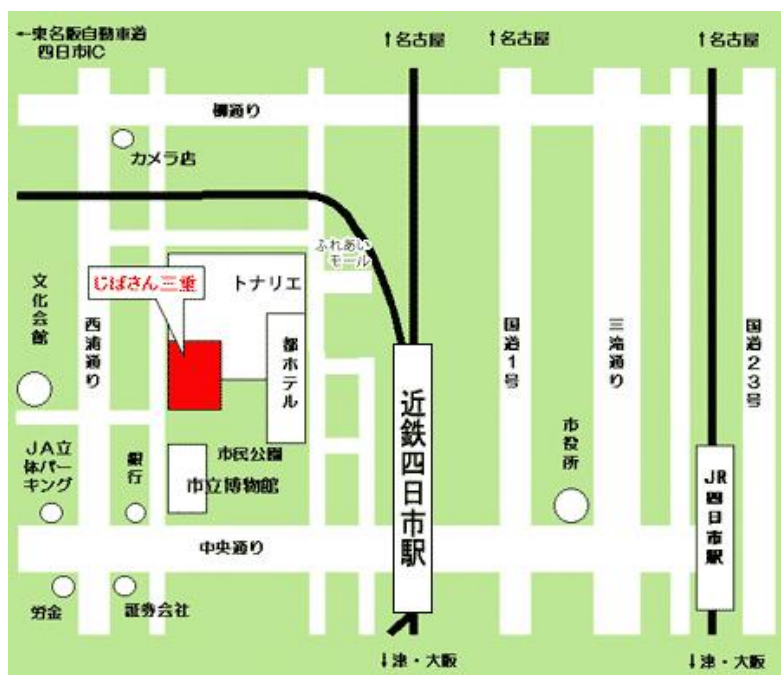 ←東名阪自動車道
四日市IC
↑名古屋
↑名古屋
↑名古屋
柳通り
カメラ店
ふれあい
モール
じばさん三重
トナリエ
文化会館
西浦通り
都ホテル
国道1号
三滝通り
国道23号
近鉄四日市駅
市役所
JA立
体パー
キング
銀行
市民公園
市立博物館
JR四日市駅
中央通り
労金
証券会社
↓津・大阪
↓津・大阪